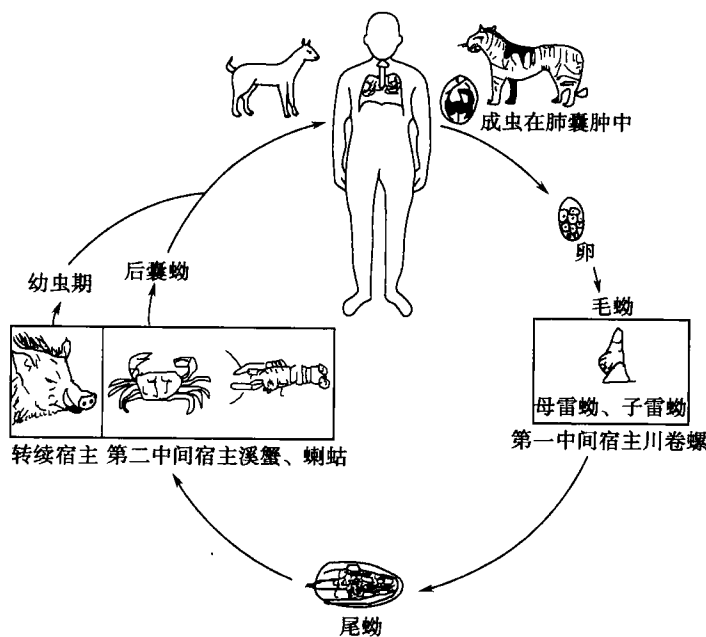 成虫在肺囊肿中
卵
毛蚴
母雷蚴、子雷蚴
第一中间宿主川卷螺
尾蚴
后囊蚴
幼虫期
转续宿主 第二中间宿主溪蟹、喇蛄